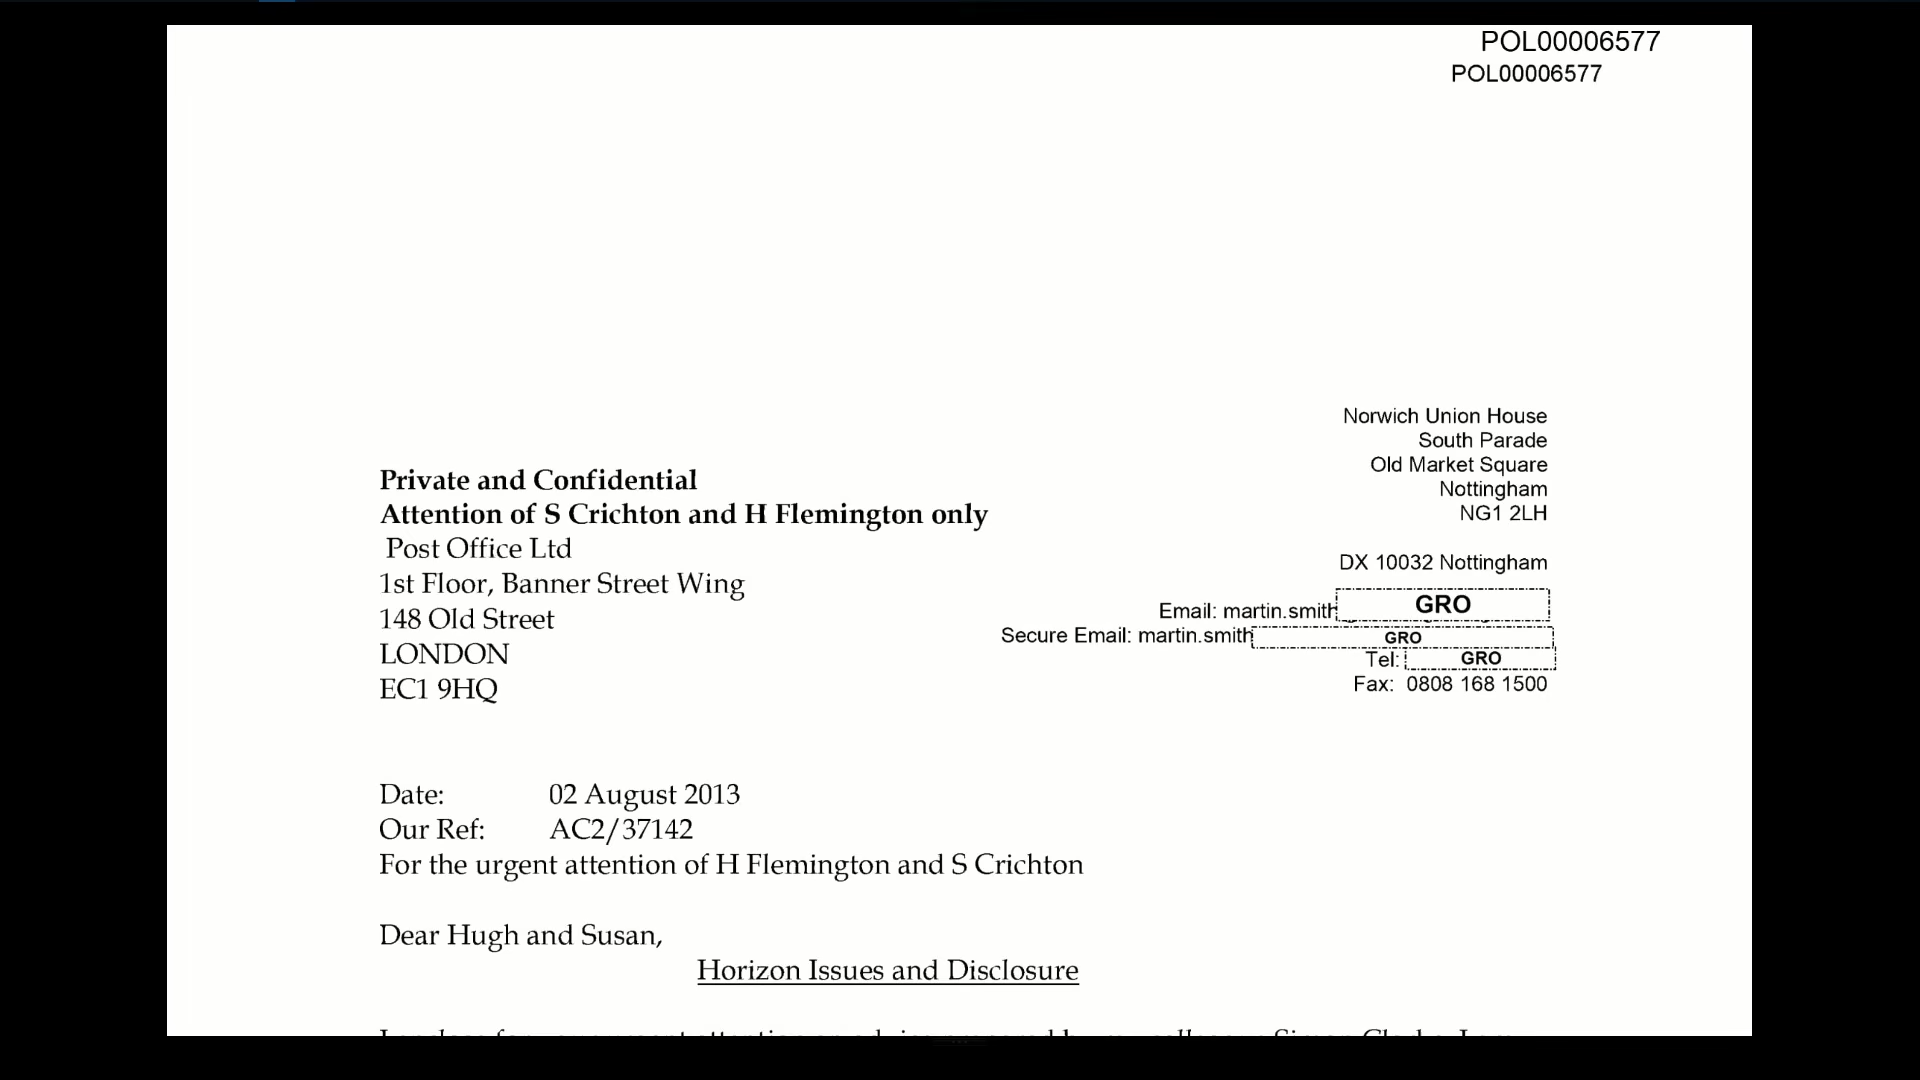 POL00006577
POL00006577
Norwich Union House
South Parade
Old Market Square
Nottingham
NG1 2LH
DX 10032 Nottingham
Email: martin.smith GRO
Secure Email: martin.smith GRO
Tel: GRO
Fax: 0808 168 1500
Private and Confidential
Attention of S Crichton and H Flemington only
Post Office Ltd
1st Floor, Banner Street Wing
148 Old Street
LONDON
EC1 9HQ
Date: 02 August 2013
Our Ref: AC2/37142
For the urgent attention of H Flemington and S Crichton
Dear Hugh and Susan,
Horizon Issues and Disclosure